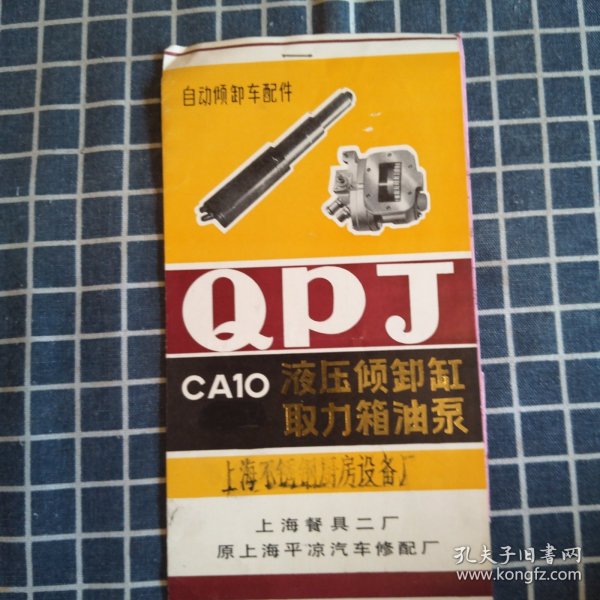 自动倾卸车配件
QPJ
CA10 液压倾卸缸
取力箱油泵
上海不锈钢厨房设备厂
上海餐具二厂
原上海平凉汽车修配厂
孔夫子旧书网
www.kongfz.com